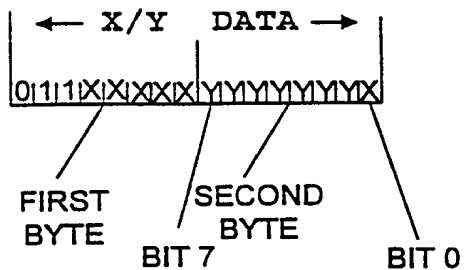 ← X/Y DATA →
0|1|1|X|X|X|X|X|Y|Y|Y|Y|Y|Y|Y|X
FIRST BYTE
SECOND BYTE
BIT 7
BIT 0